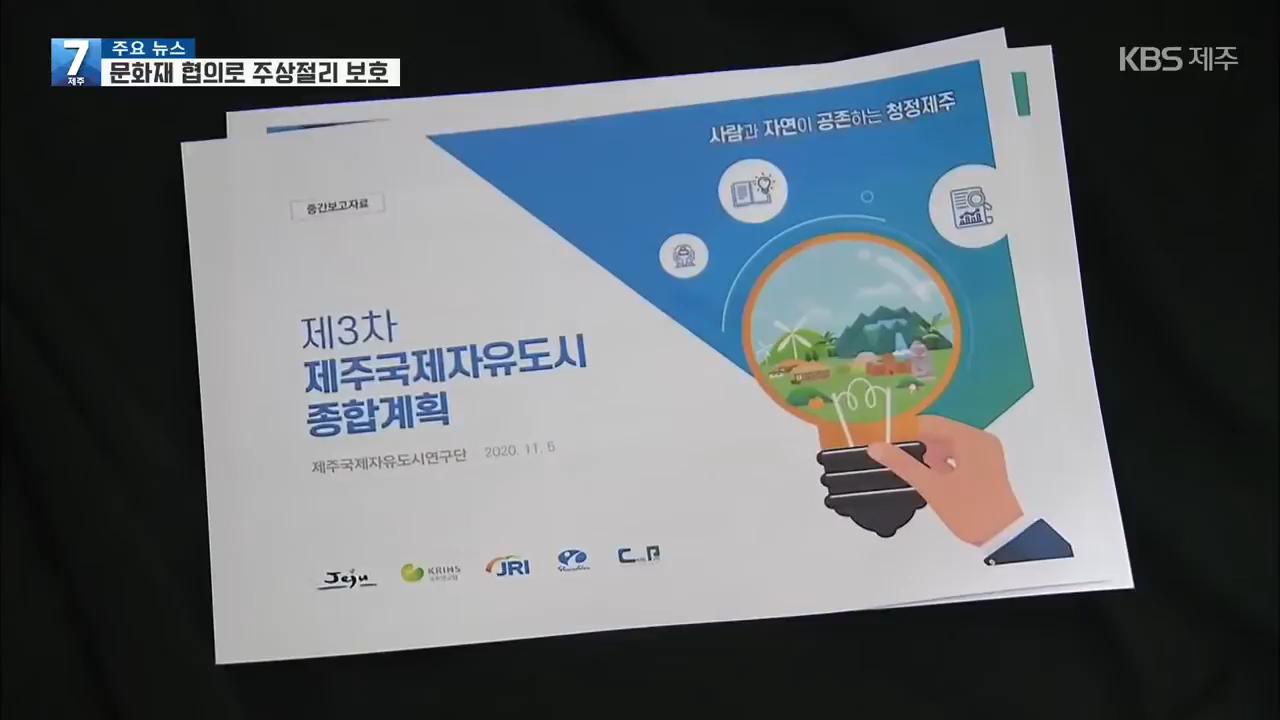 7
제주
주요 뉴스
문화재 협의로 주상절리 보호
KBS 제주
사람과 자연이 공존하는 청정제주
중간보고자료
제3차
제주국제자유도시
종합계획
제주국제자유도시연구단 2020. 11. 5
Jeju
KRIHS
JRI